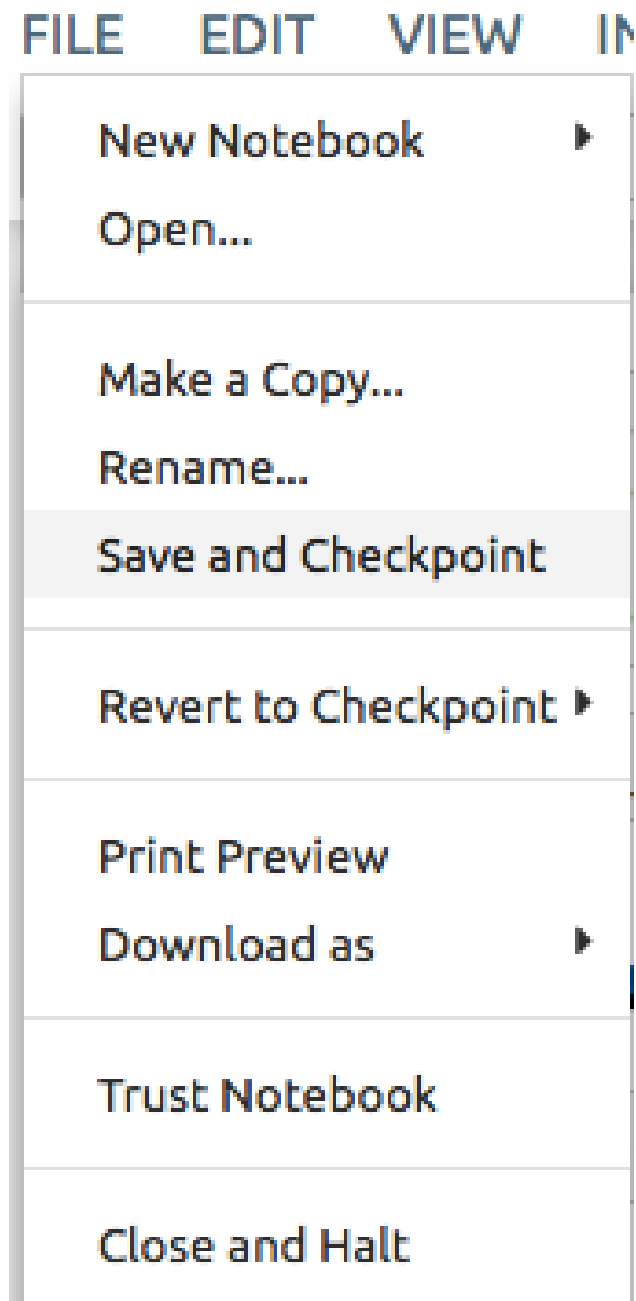 FILE EDIT VIEW
New Notebook
Open...
Make a Copy...
Rename...
Save and Checkpoint
Revert to Checkpoint
Print Preview
Download as
Trust Notebook
Close and Halt